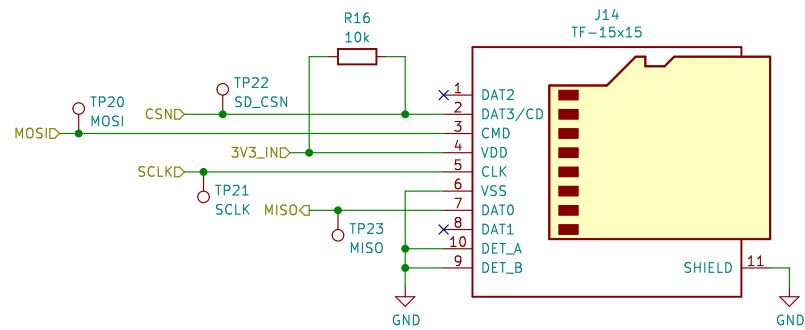 R16
10k
J14
TF-15x15
TP22
SD_CSN
TP20
MOSI
CSN
MOSI
3V3_IN
SCLK
TP21
SCLK
MISO
TP23
MISO
1 DAT2
2 DAT3/CD
3 CMD
4 VDD
5 CLK
6 VSS
7 DAT0
8 DAT1
10 DET_A
9 DET_B
SHIELD 11
GND
GND